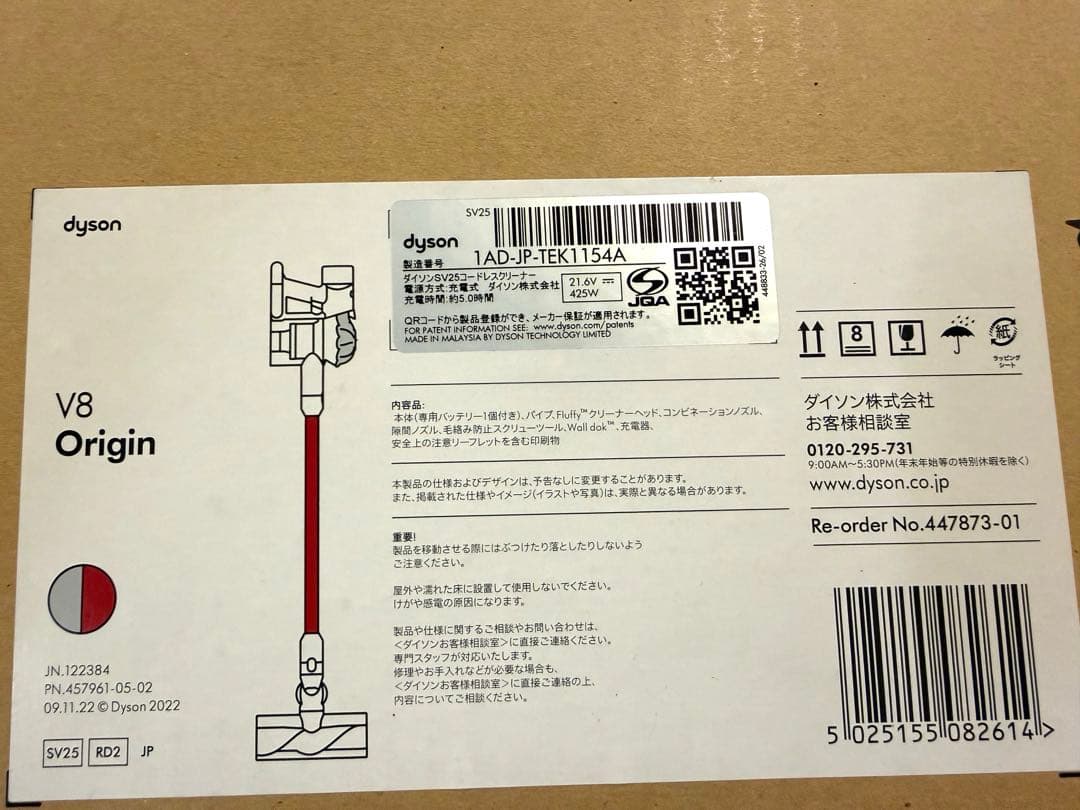 dyson
V8
Origin
JN.122384
PN.457961-05-02
09.11.22 © Dyson 2022
SV25 RD2 JP
SV25
dyson
製造番号 1AD-JP-TEK1154A
ダイソンSV25コードレスクリーナー
電源方式:充電式 ダイソン株式会社
充電時間:約5.0時間
21.6V
425W
JQA
448833-26/02
QRコードから製品登録ができ、メーカー保証が適用されます。
FOR PATENT INFORMATION SEE: www.dyson.com/patents
MADE IN MALAYSIA BY DYSON TECHNOLOGY LIMITED
内容品:
本体(専用バッテリー1個付き)、パイプ、Fluffy™クリーナーヘッド、コンビネーションノズル、
隙間ノズル、毛絡み防止スクリューツール、Wall dok™、充電器、
安全上の注意リーフレットを含む印刷物
本製品の仕様およびデザインは、予告なしに変更することがあります。
また、掲載された仕様やイメージ(イラストや写真)は、実際と異なる場合があります。
重要!
製品を移動させる際にはぶつけたり落としたりしないよう
ご注意ください。
屋外や濡れた床に設置して使用しないでください。
けがや感電の原因になります。
製品や仕様に関するご相談やお問い合わせは、
<ダイソンお客様相談室>に直接ご連絡ください。
専門スタッフが対応いたします。
修理やお手入れなどが必要な場合も、
<ダイソンお客様相談室>に直接ご連絡の上、
内容についてご相談ください。
8
紙
ラッピング
シート
ダイソン株式会社
お客様相談室
0120-295-731
9:00AM~5:30PM(年末年始等の特別休暇を除く)
www.dyson.co.jp
Re-order No.447873-01
5 025155 082614 >